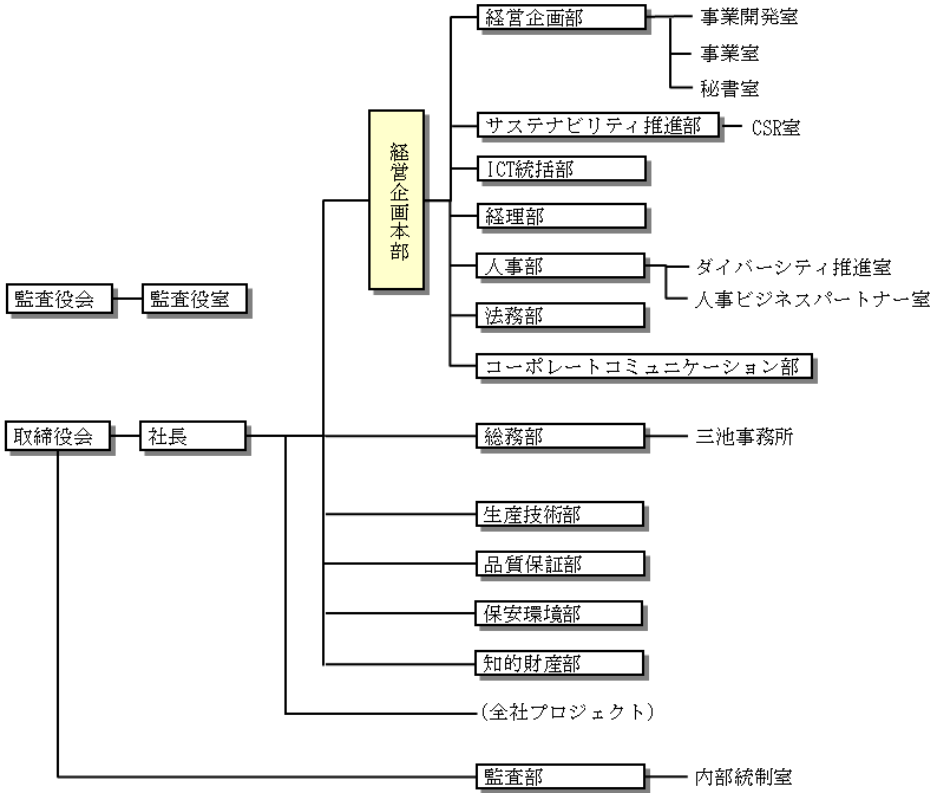 経営企画部
事業開発室
事業室
秘書室
サステナビリティ推進部
CSR室
経営企画本部
ICT統括部
経理部
人事部
ダイバーシティ推進室
人事ビジネスパートナー室
監査役会
監査役室
法務部
コーポレートコミュニケーション部
取締役会
社長
総務部
三池事務所
生産技術部
品質保証部
保安環境部
知的財産部
(全社プロジェクト)
監査部
内部統制室